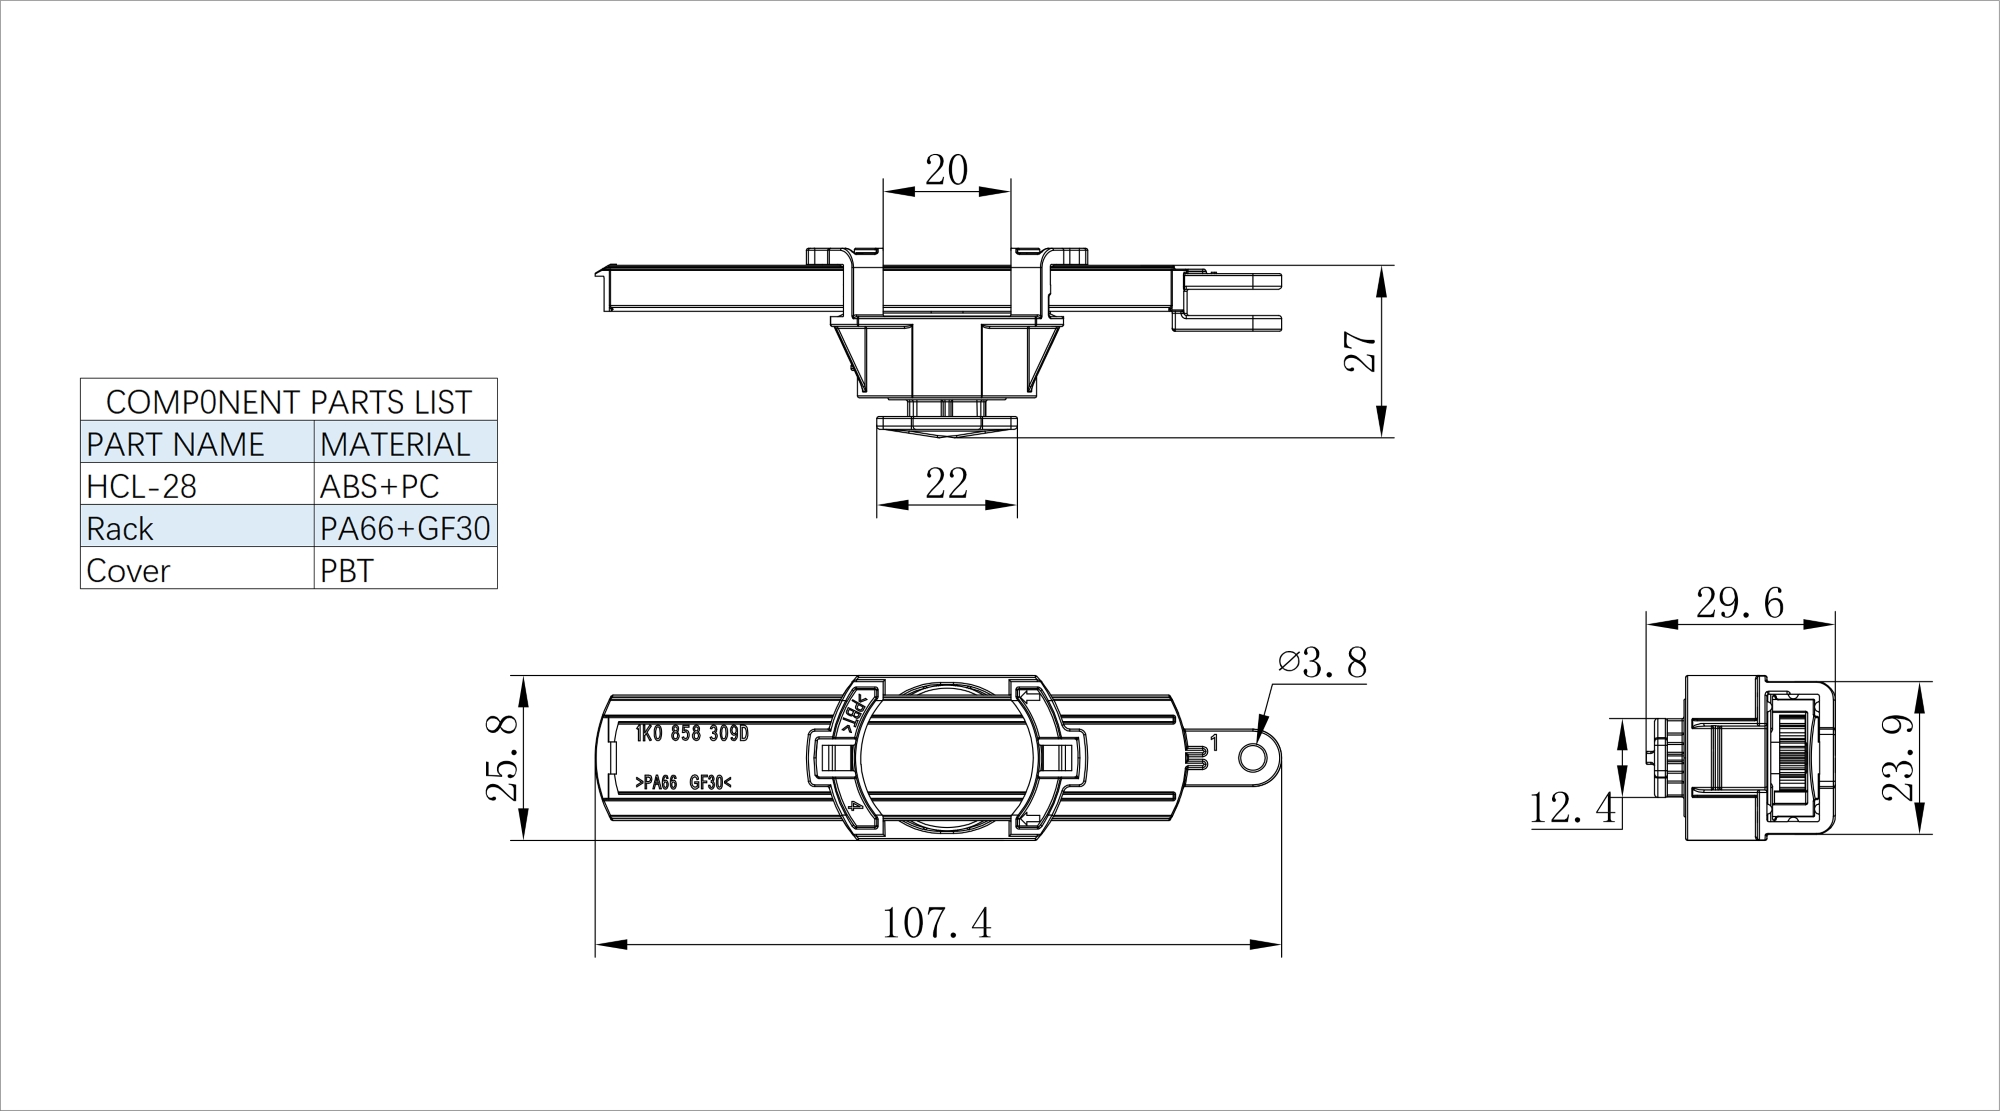 20
27
22
COMP0NENT PARTS LIST
PART NAME MATERIAL
HCL-28 ABS+PC
Rack PA66+GF30
Cover PBT
29.6
⌀3.8
25.8
>PBT<
1K0 858 309D
1
>PA66 GF30<
4
12.4
23.9
107.4